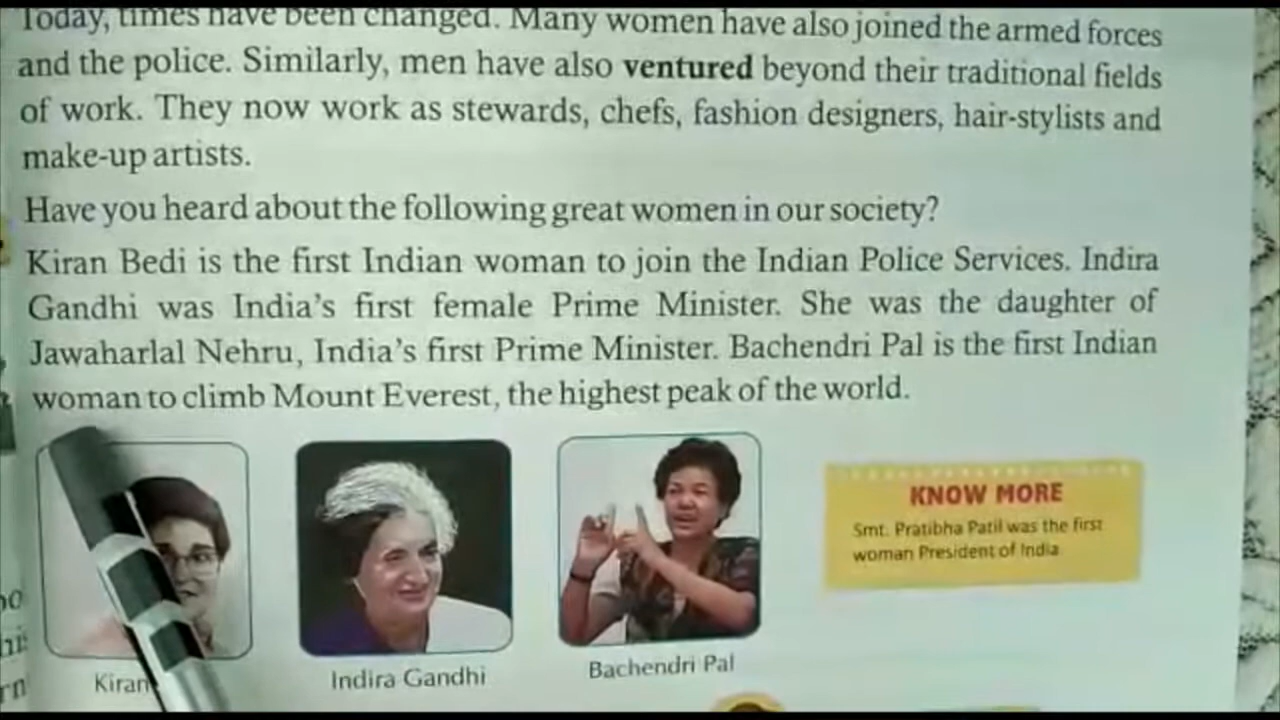 Today, times have been changed. Many women have also joined the armed forces
and the police. Similarly, men have also ventured beyond their traditional fields
of work. They now work as stewards, chefs, fashion designers, hair-stylists and
make-up artists.
Have you heard about the following great women in our society?
Kiran Bedi is the first Indian woman to join the Indian Police Services. Indira
Gandhi was India's first female Prime Minister. She was the daughter of
Jawaharlal Nehru, India's first Prime Minister. Bachendri Pal is the first Indian
woman to climb Mount Everest, the highest peak of the world.
KNOW MORE
Smt. Pratibha Patil was the first
woman President of India
Kiran
Indira Gandhi
Bachendri Pal